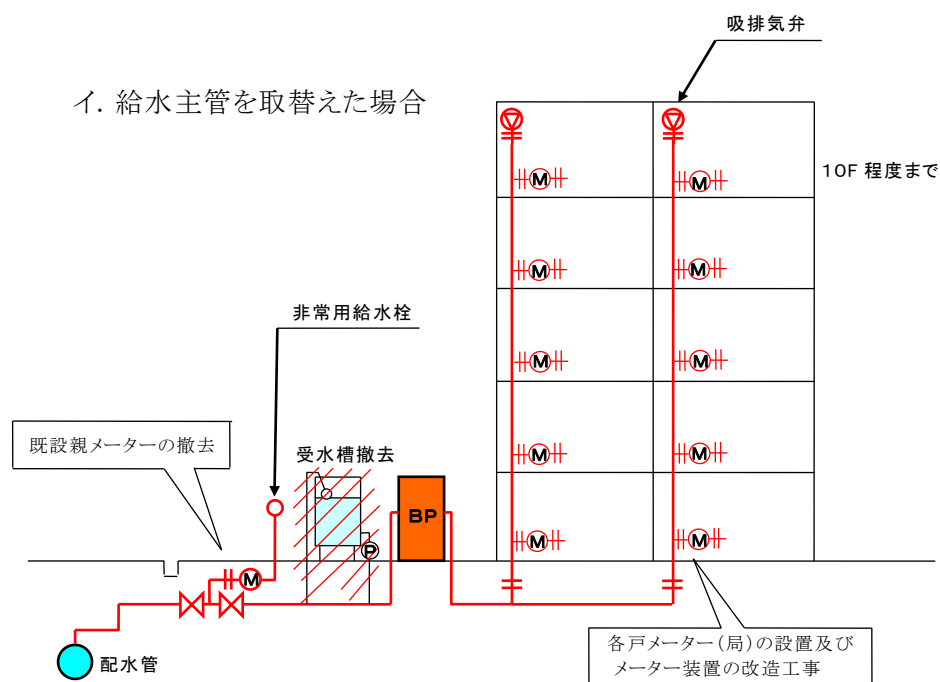 吸排気弁
イ. 給水主管を取替えた場合
10F 程度まで
M
M
M
M
非常用給水栓
M
M
既設親メーターの撤去
受水槽撤去
M
M
BP
P
M
M
M
各戸メーター(局)の設置及び
メーター装置の改造工事
配水管